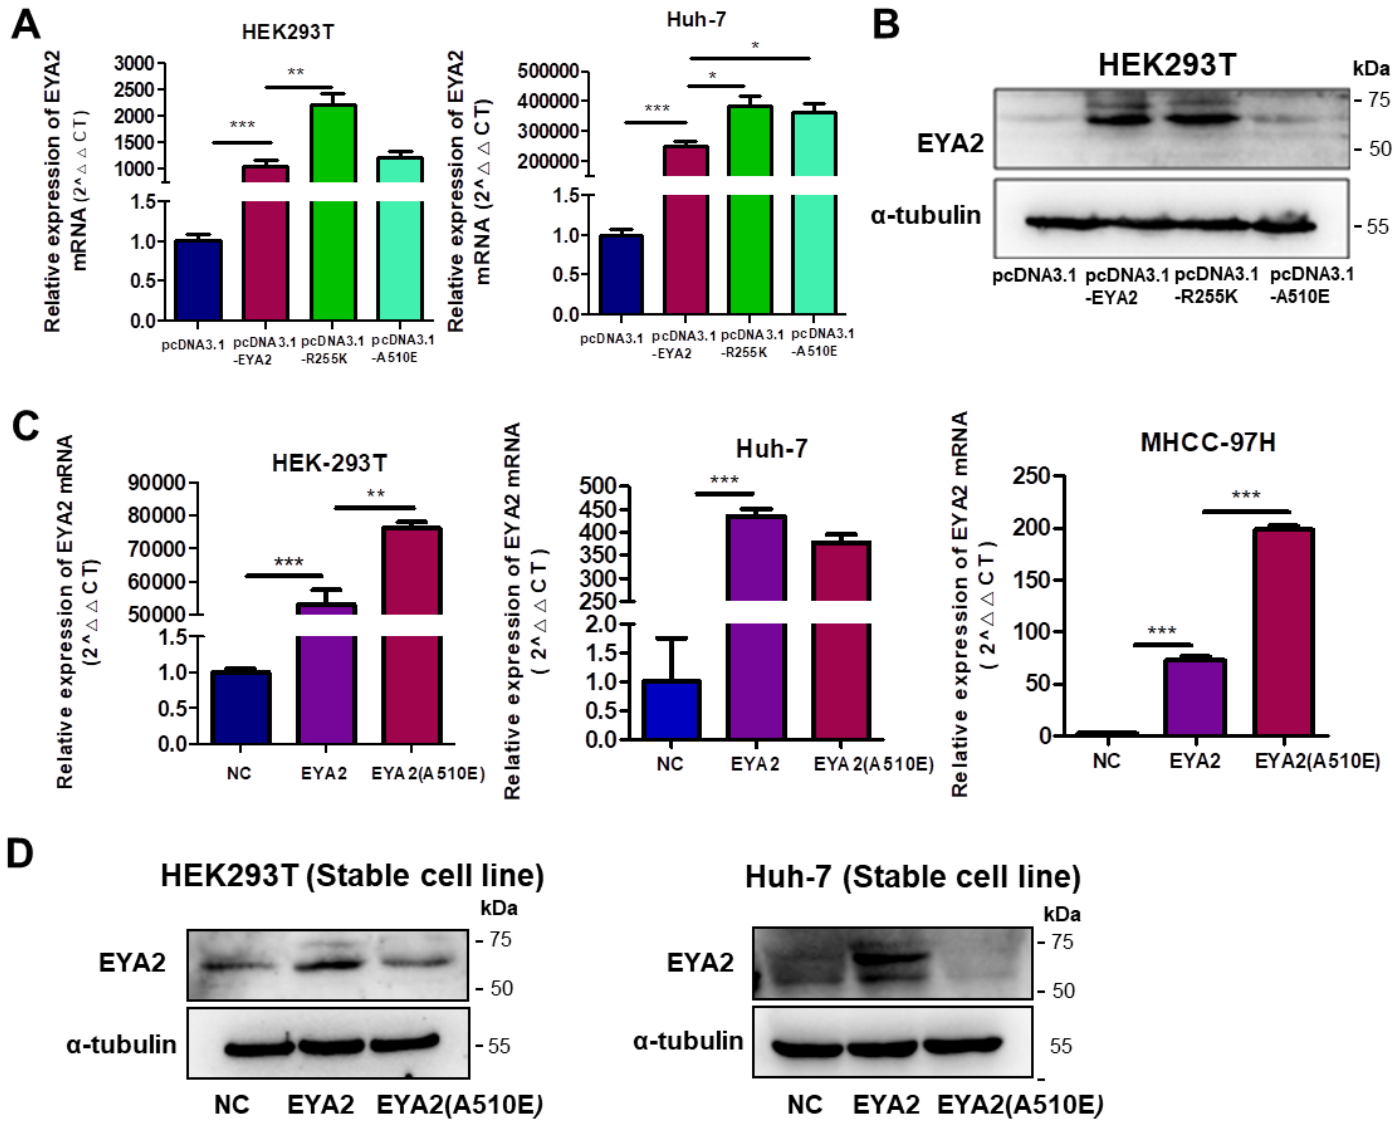 A
HEK293T
Relative expression of EYA2
mRNA (2^△△CT)
3000
2500
2000
1500
1000
1.5
1.0
0.5
0.0
***
**
pcDNA3.1
pcDNA3.1
-EYA2
pcDNA3.1
-R255K
pcDNA3.1
-A510E
Huh-7
Relative expression of EYA2
mRNA (2^△△CT)
500000
400000
300000
200000
1.5
1.0
0.5
0.0
***
*
*
pcDNA3.1
pcDNA3.1
-EYA2
pcDNA3.1
-R255K
pcDNA3.1
-A510E
B
HEK293T
kDa
EYA2
- 75
- 50
α-tubulin
- 55
pcDNA3.1
pcDNA3.1
-EYA2
pcDNA3.1
-R255K
pcDNA3.1
-A510E
C
HEK-293T
Relative expression of EYA2 mRNA
(2^△△CT)
90000
80000
70000
60000
50000
1.5
1.0
0.5
0.0
***
**
NC
EYA2
EYA2(A510E)
Huh-7
Relative expression of EYA2 mRNA
( 2^△△CT )
500
450
400
350
300
250
2.0
1.5
1.0
0.5
0.0
***
NC
EYA2
EYA2(A510E)
MHCC-97H
Relative expression of EYA2 mRNA
( 2^△△CT )
250
200
150
100
50
0
***
***
NC
EYA2
EYA2(A510E)
D
HEK293T (Stable cell line)
kDa
EYA2
- 75
- 50
α-tubulin
- 55
NC
EYA2
EYA2(A510E)
Huh-7 (Stable cell line)
kDa
EYA2
- 75
- 50
α-tubulin
55
-
NC
EYA2
EYA2(A510E)